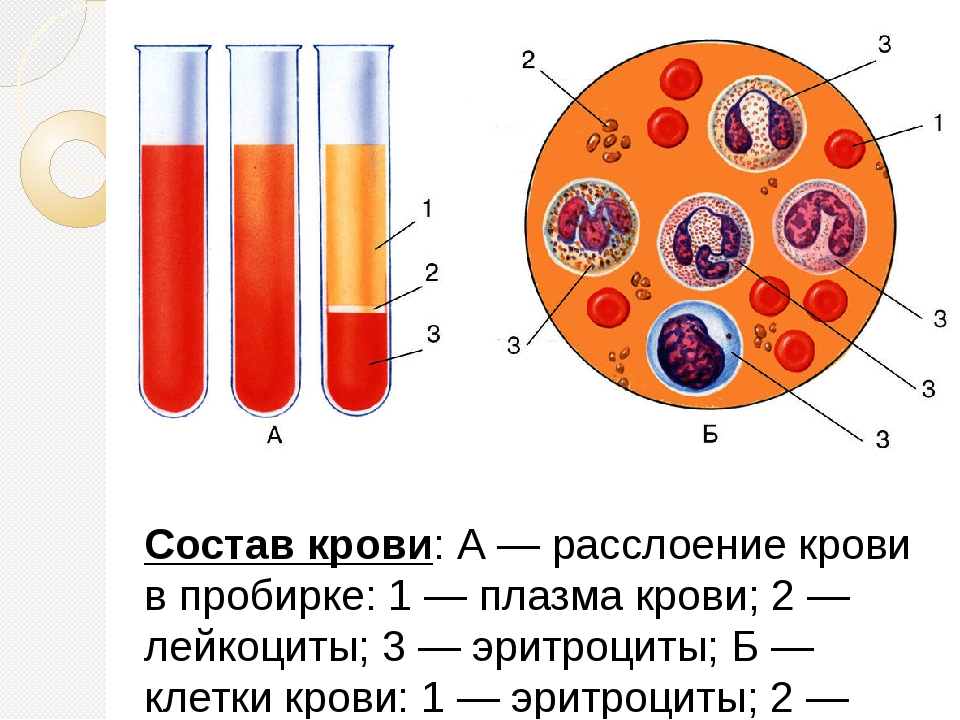 2
3
1
1
2
3
3
3
3
3
А
Б
Состав крови: А — расслоение крови
в пробирке: 1 — плазма крови; 2 —
лейкоциты; 3 — эритроциты; Б —
клетки крови: 1 — эритроциты; 2 —